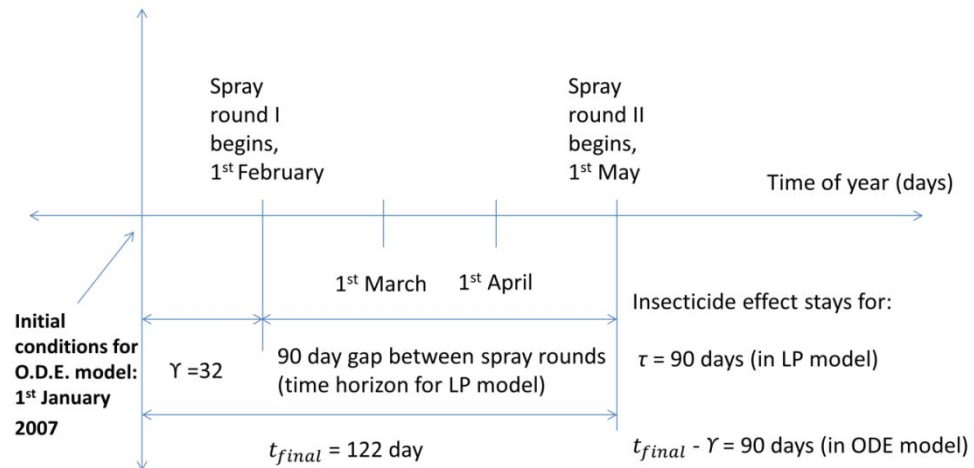 Spray
round I
begins,
1st February
Spray
round II
begins,
1st May
Time of year (days)
1st March
1st April
Initial
conditions for
O.D.E. model:
1st January
2007
ϒ =32
90 day gap between spray rounds
(time horizon for LP model)
Insecticide effect stays for:
τ = 90 days (in LP model)
t_final = 122 day
t_final - ϒ = 90 days (in ODE model)